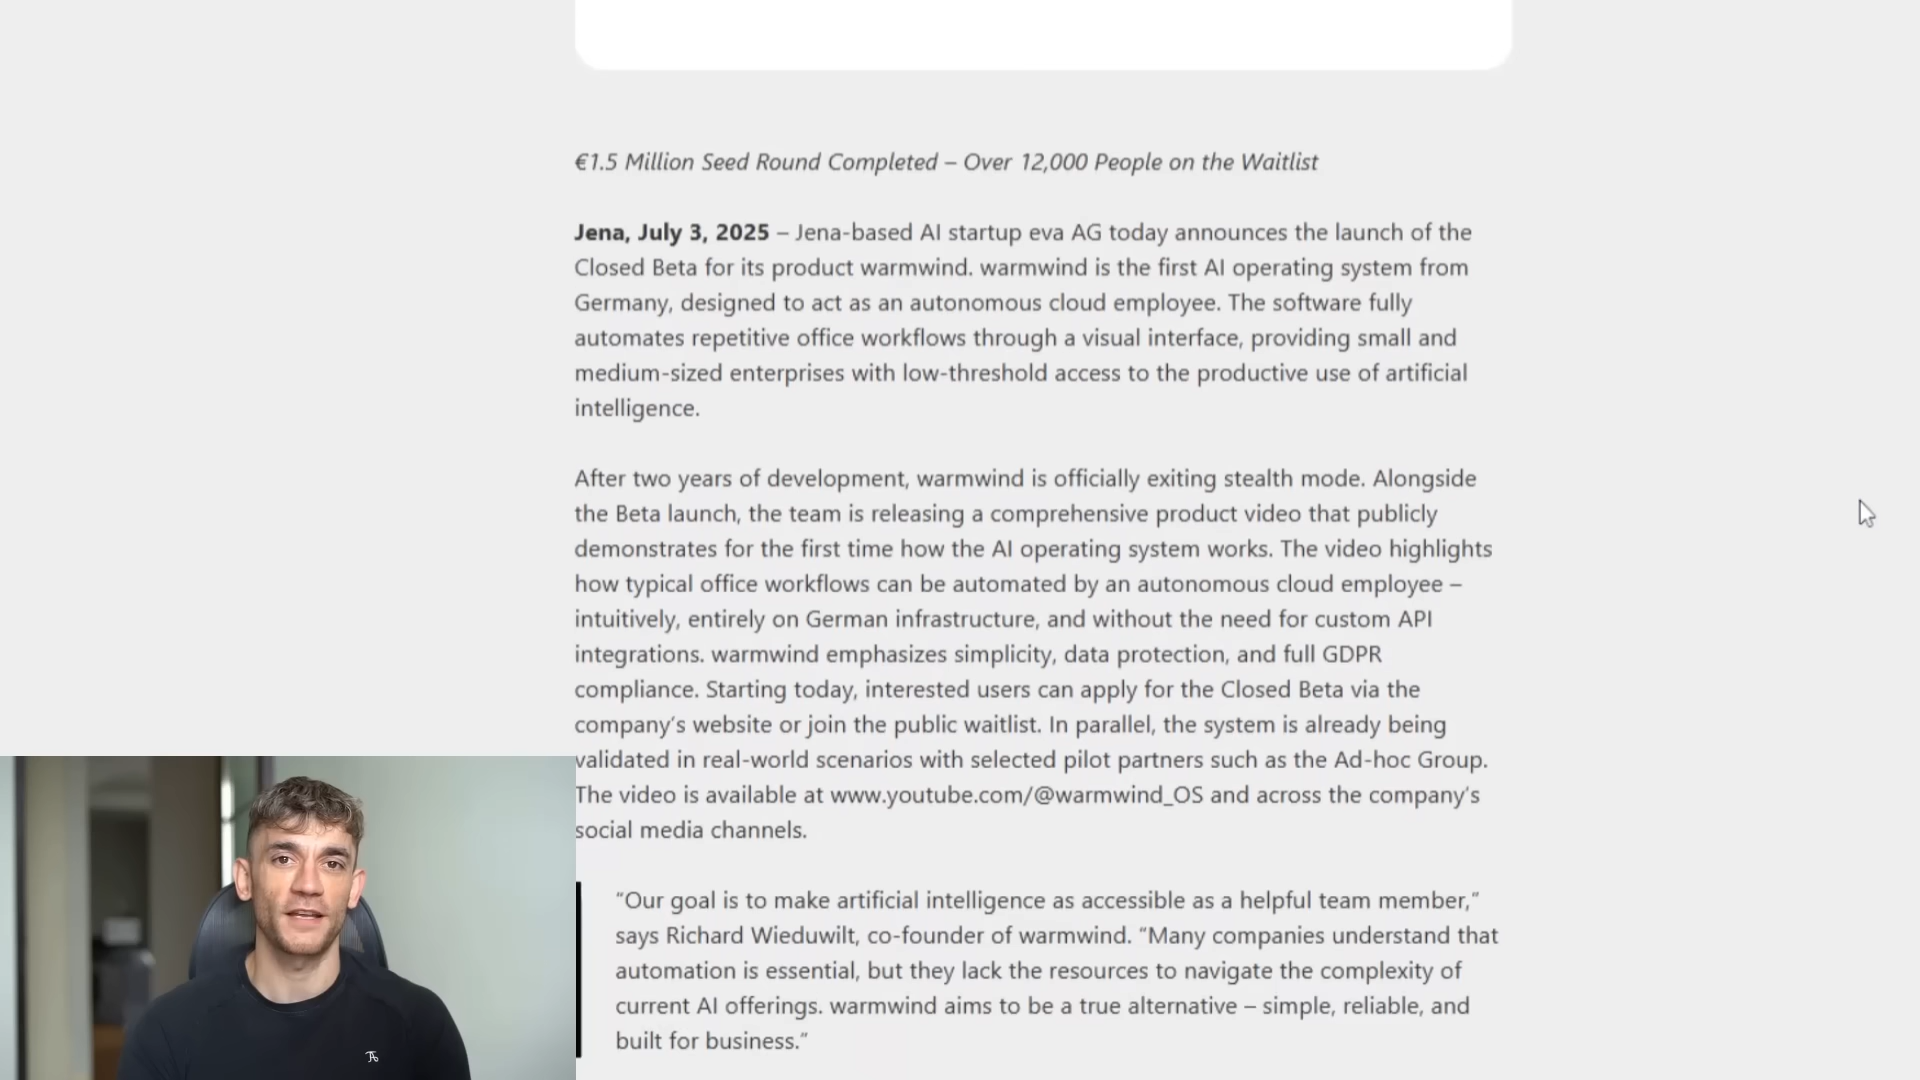 €1.5 Million Seed Round Completed – Over 12,000 People on the Waitlist
Jena, July 3, 2025 – Jena-based AI startup eva AG today announces the launch of the
Closed Beta for its product warmwind. warmwind is the first AI operating system from
Germany, designed to act as an autonomous cloud employee. The software fully
automates repetitive office workflows through a visual interface, providing small and
medium-sized enterprises with low-threshold access to the productive use of artificial
intelligence.
After two years of development, warmwind is officially exiting stealth mode. Alongside
the Beta launch, the team is releasing a comprehensive product video that publicly
demonstrates for the first time how the AI operating system works. The video highlights
how typical office workflows can be automated by an autonomous cloud employee –
intuitively, entirely on German infrastructure, and without the need for custom API
integrations. warmwind emphasizes simplicity, data protection, and full GDPR
compliance. Starting today, interested users can apply for the Closed Beta via the
company’s website or join the public waitlist. In parallel, the system is already being
validated in real-world scenarios with selected pilot partners such as the Ad-hoc Group.
The video is available at www.youtube.com/@warmwind_OS and across the company’s
social media channels.
“Our goal is to make artificial intelligence as accessible as a helpful team member,”
says Richard Wieduwilt, co-founder of warmwind. “Many companies understand that
automation is essential, but they lack the resources to navigate the complexity of
current AI offerings. warmwind aims to be a true alternative – simple, reliable, and
built for business.”